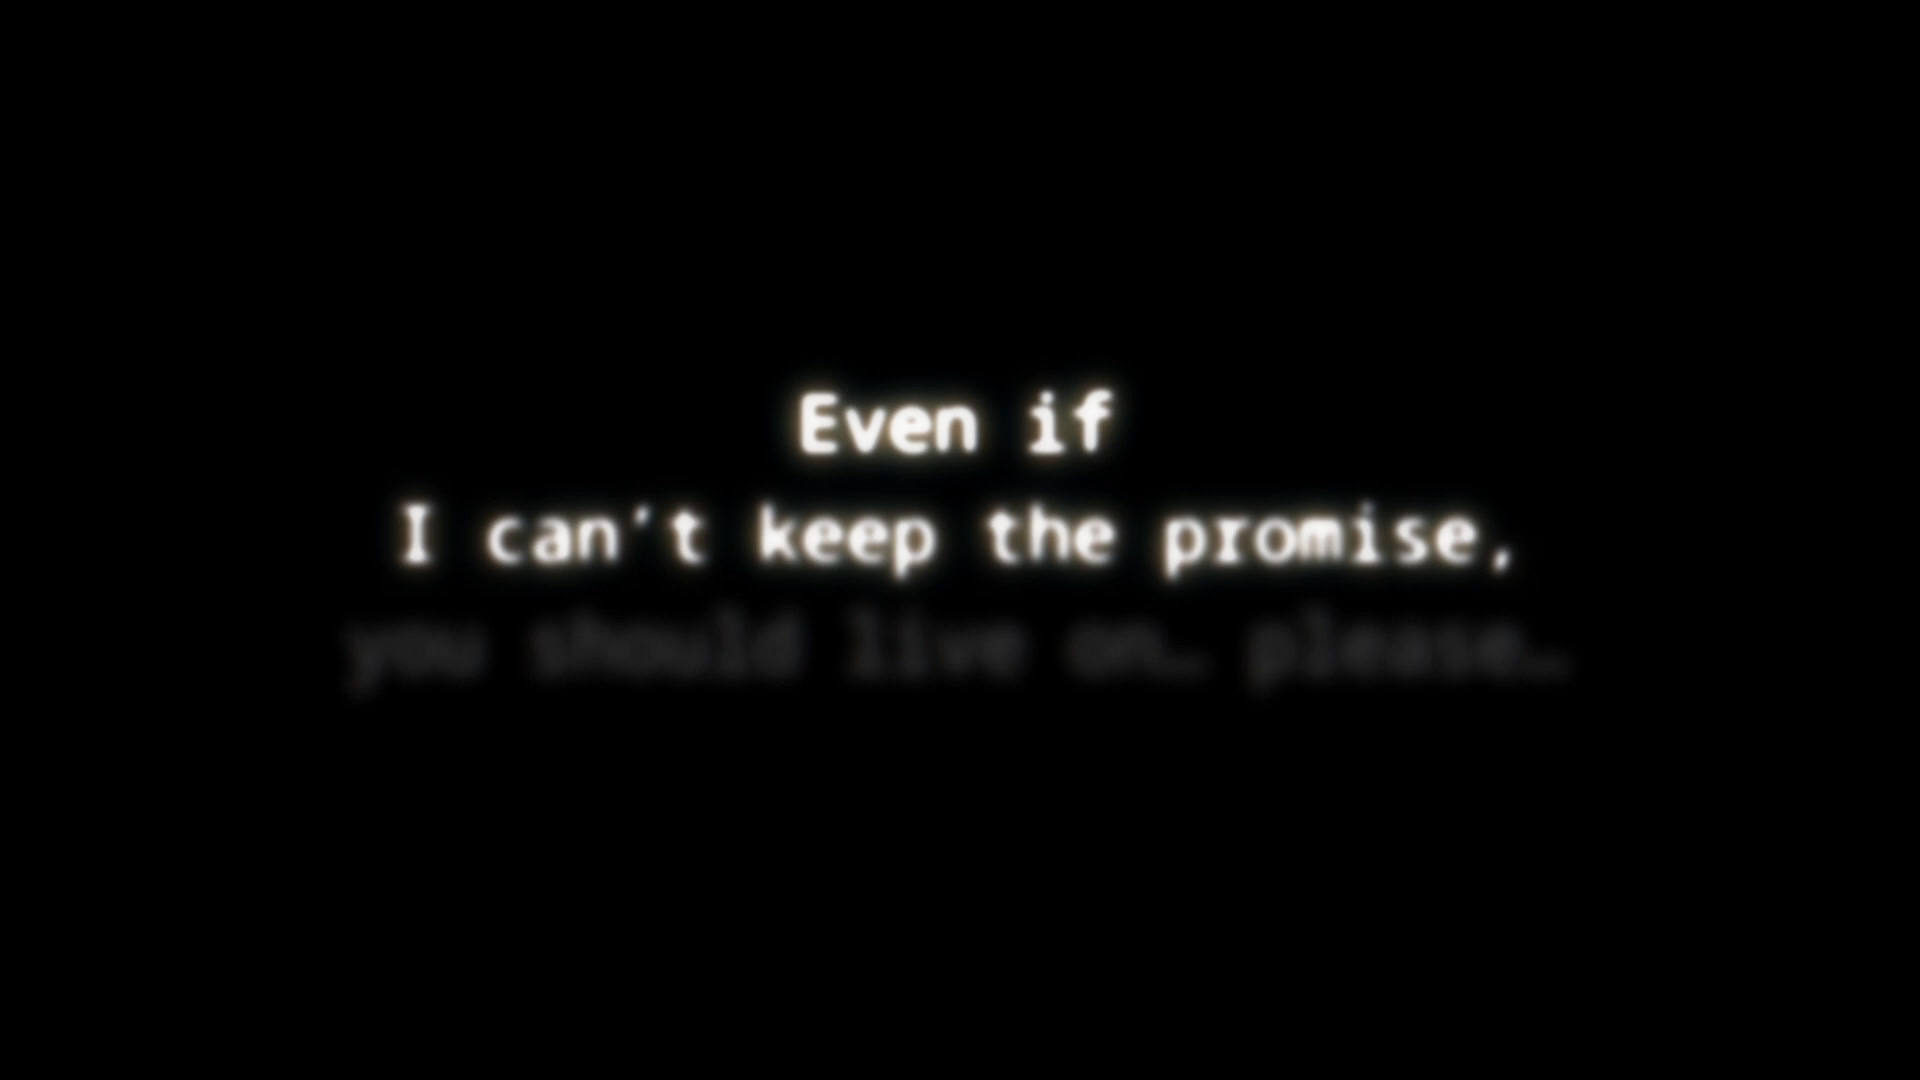 Even if
I can't keep the promise,
you should live on… please…